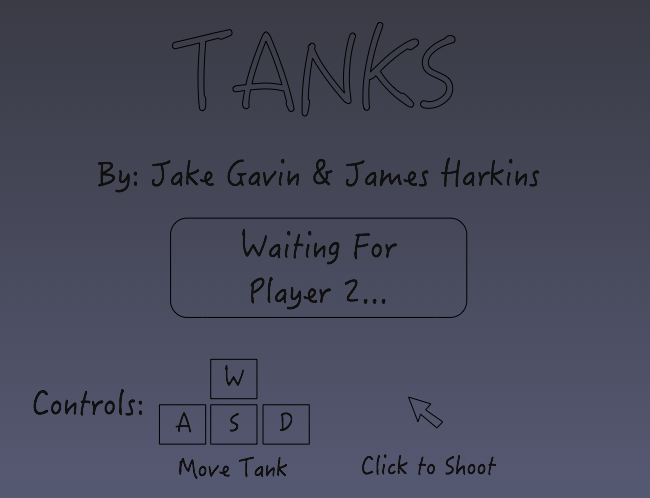 TANKS
By: Jake Gavin & James Harkins
Waiting For
Player 2...
Controls:
W
A S D
Move Tank
Click to Shoot